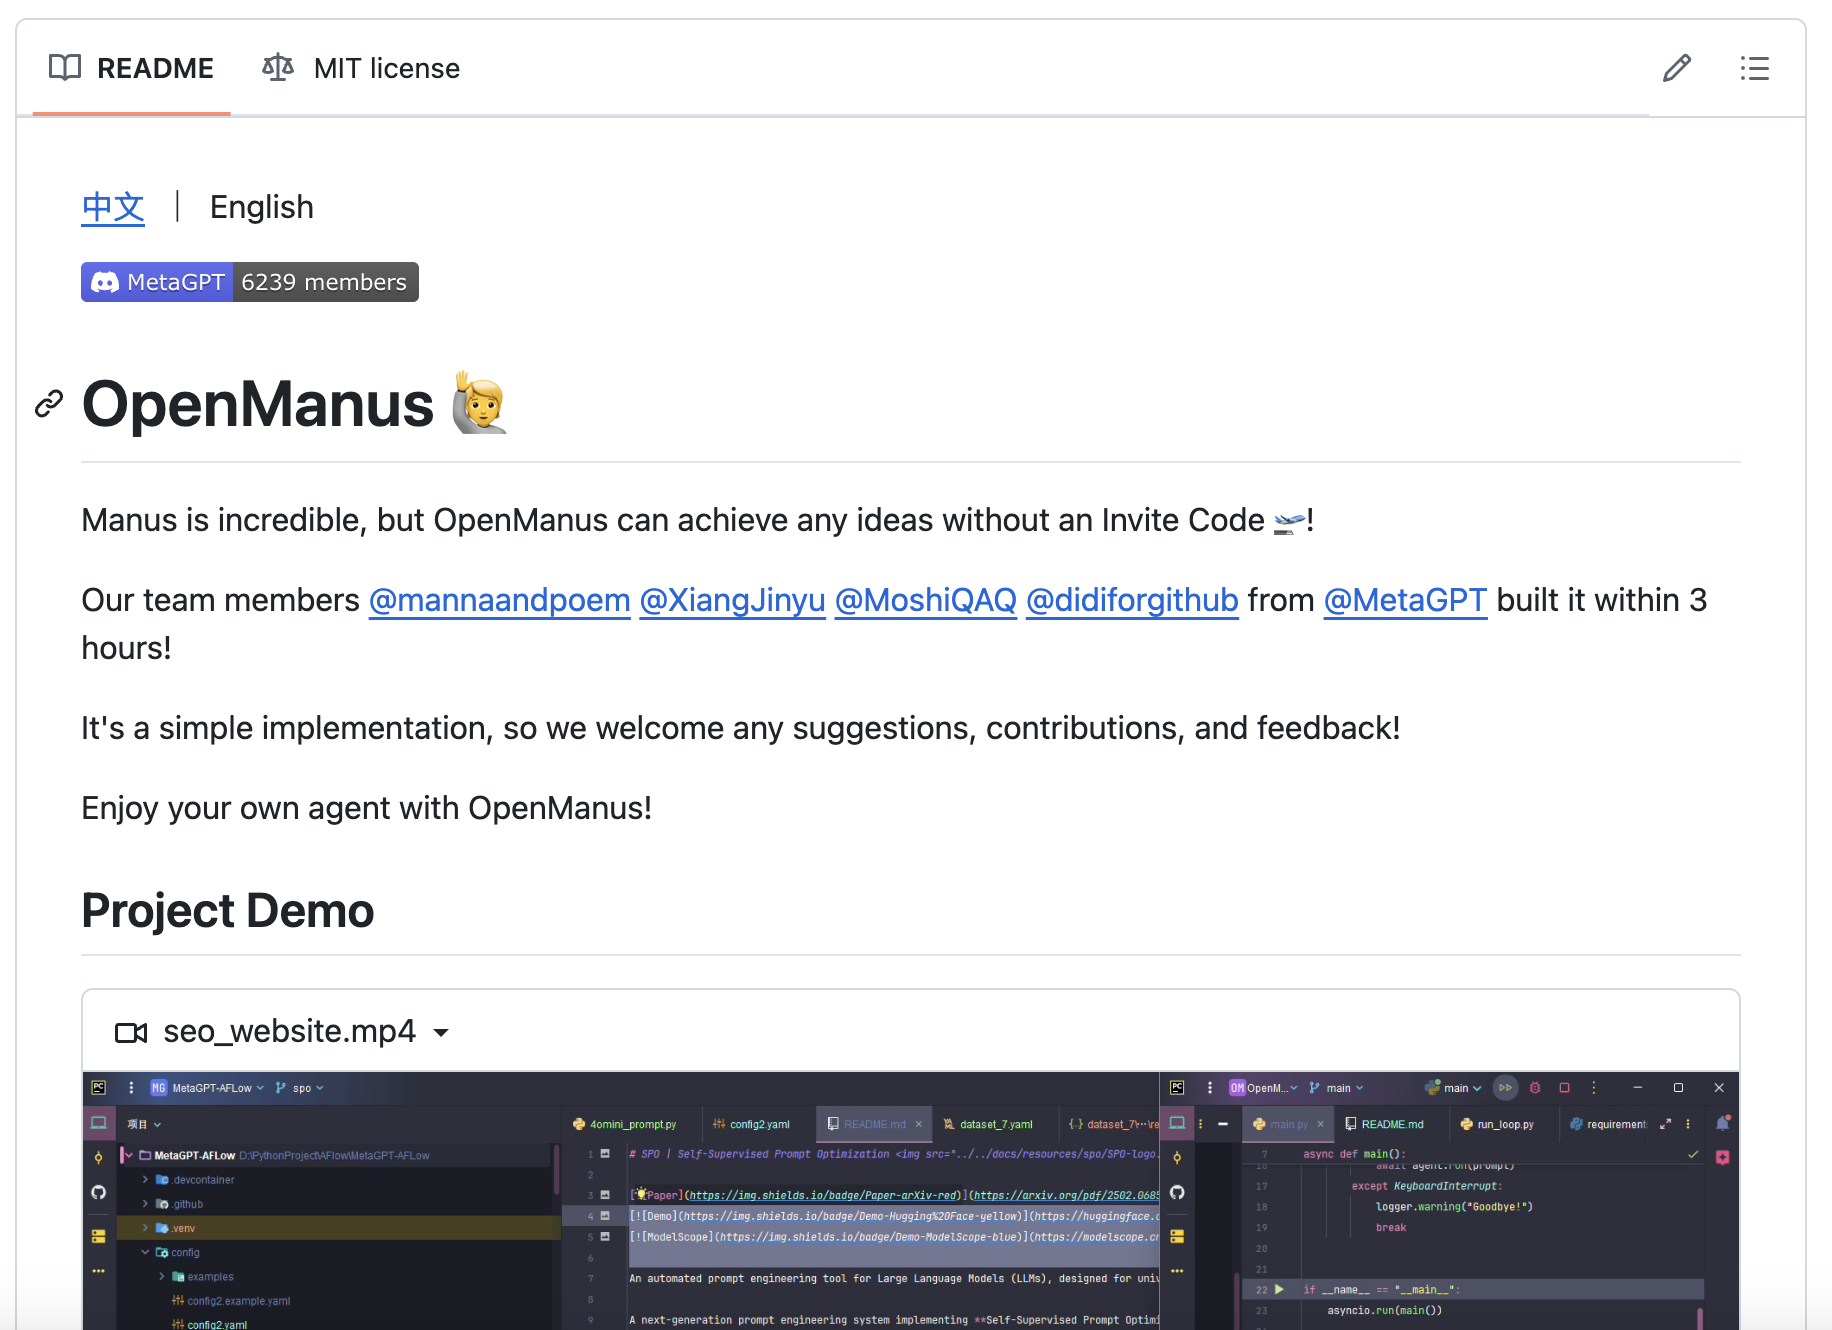 README MIT license
中文 | English
MetaGPT 6239 members
OpenManus
Manus is incredible, but OpenManus can achieve any ideas without an Invite Code 🛫!
Our team members @mannaandpoem @XiangJinyu @MoshiQAQ @didiforgithub from @MetaGPT built it within 3
hours!
It's a simple implementation, so we welcome any suggestions, contributions, and feedback!
Enjoy your own agent with OpenManus!
Project Demo
seo_website.mp4
PC MG MetaGPT-AFLow spo
项目
4omini_prompt.py config2.yaml README.md dataset_7.yaml
MetaGPT-AFLow D:\PythonProject\AFlow\MetaGPT-AFLow
.devcontainer
.github
.venv
config
examples
config2.example.yaml
config2.yaml
1 # SPO | Self-Supervised Prompt Optimization <img src="../../docs/resources/spo/SPO-logo.
2
3 [Paper](https://img.shields.io/badge/Paper-arXiv-red)](https://arxiv.org/pdf/2502.0685
4 [![Demo](https://img.shields.io/badge/Demo-Hugging%20Face-yellow)](https://huggingface.c
5 [![ModelScope](https://img.shields.io/badge/Demo-ModelScope-blue)](https://modelscope.cn
6
7 An automated prompt engineering tool for Large Language Models (LLMs), designed for univ
8
9 A next-generation prompt engineering system implementing **Self-Supervised Prompt Optimi
PC OM OpenM... main main
main.py README.md run_loop.py requirement
7 async def main():
16 await agent.run(prompt)
17 except KeyboardInterrupt:
18 logger.warning("Goodbye!")
19 break
20
21
22 if __name__ == "__main__":
23 asyncio.run(main())